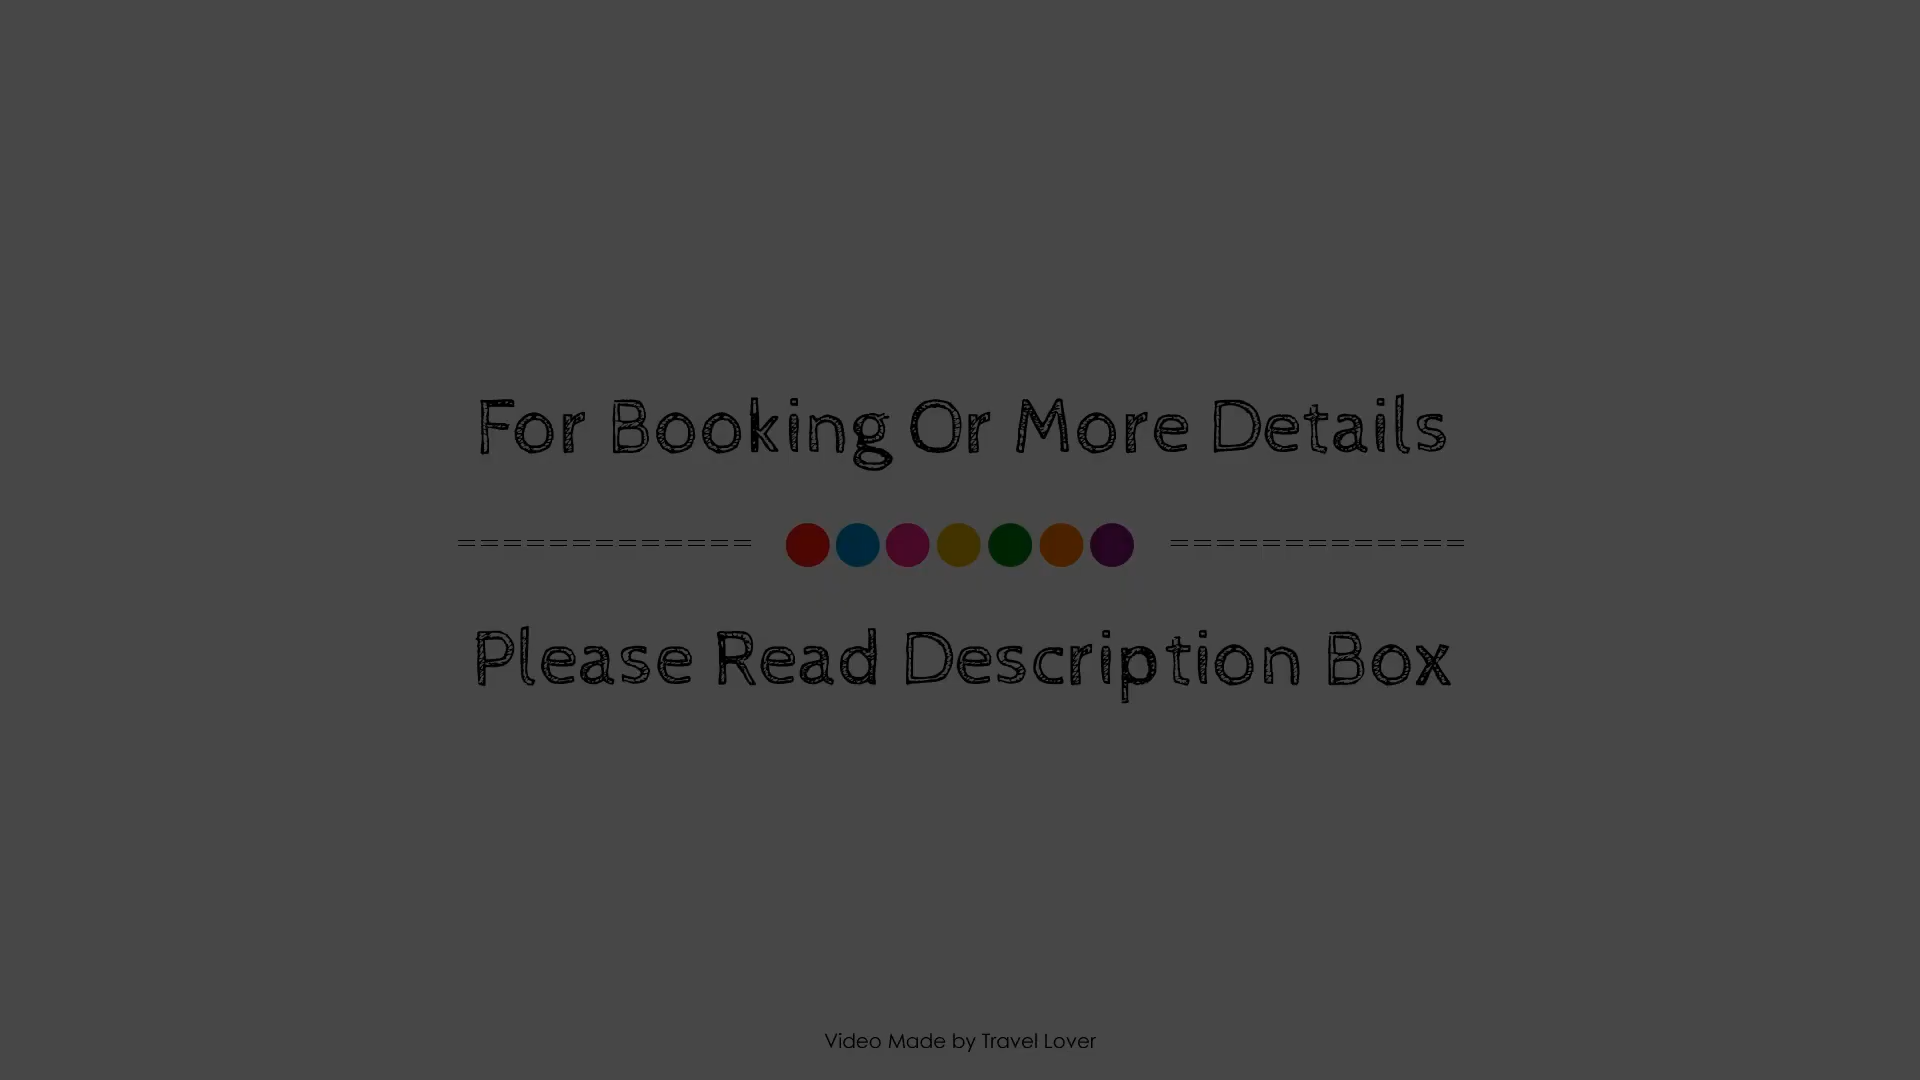 For Booking Or More Details
============= =============
Please Read Description Box
Video Made by Travel Lover